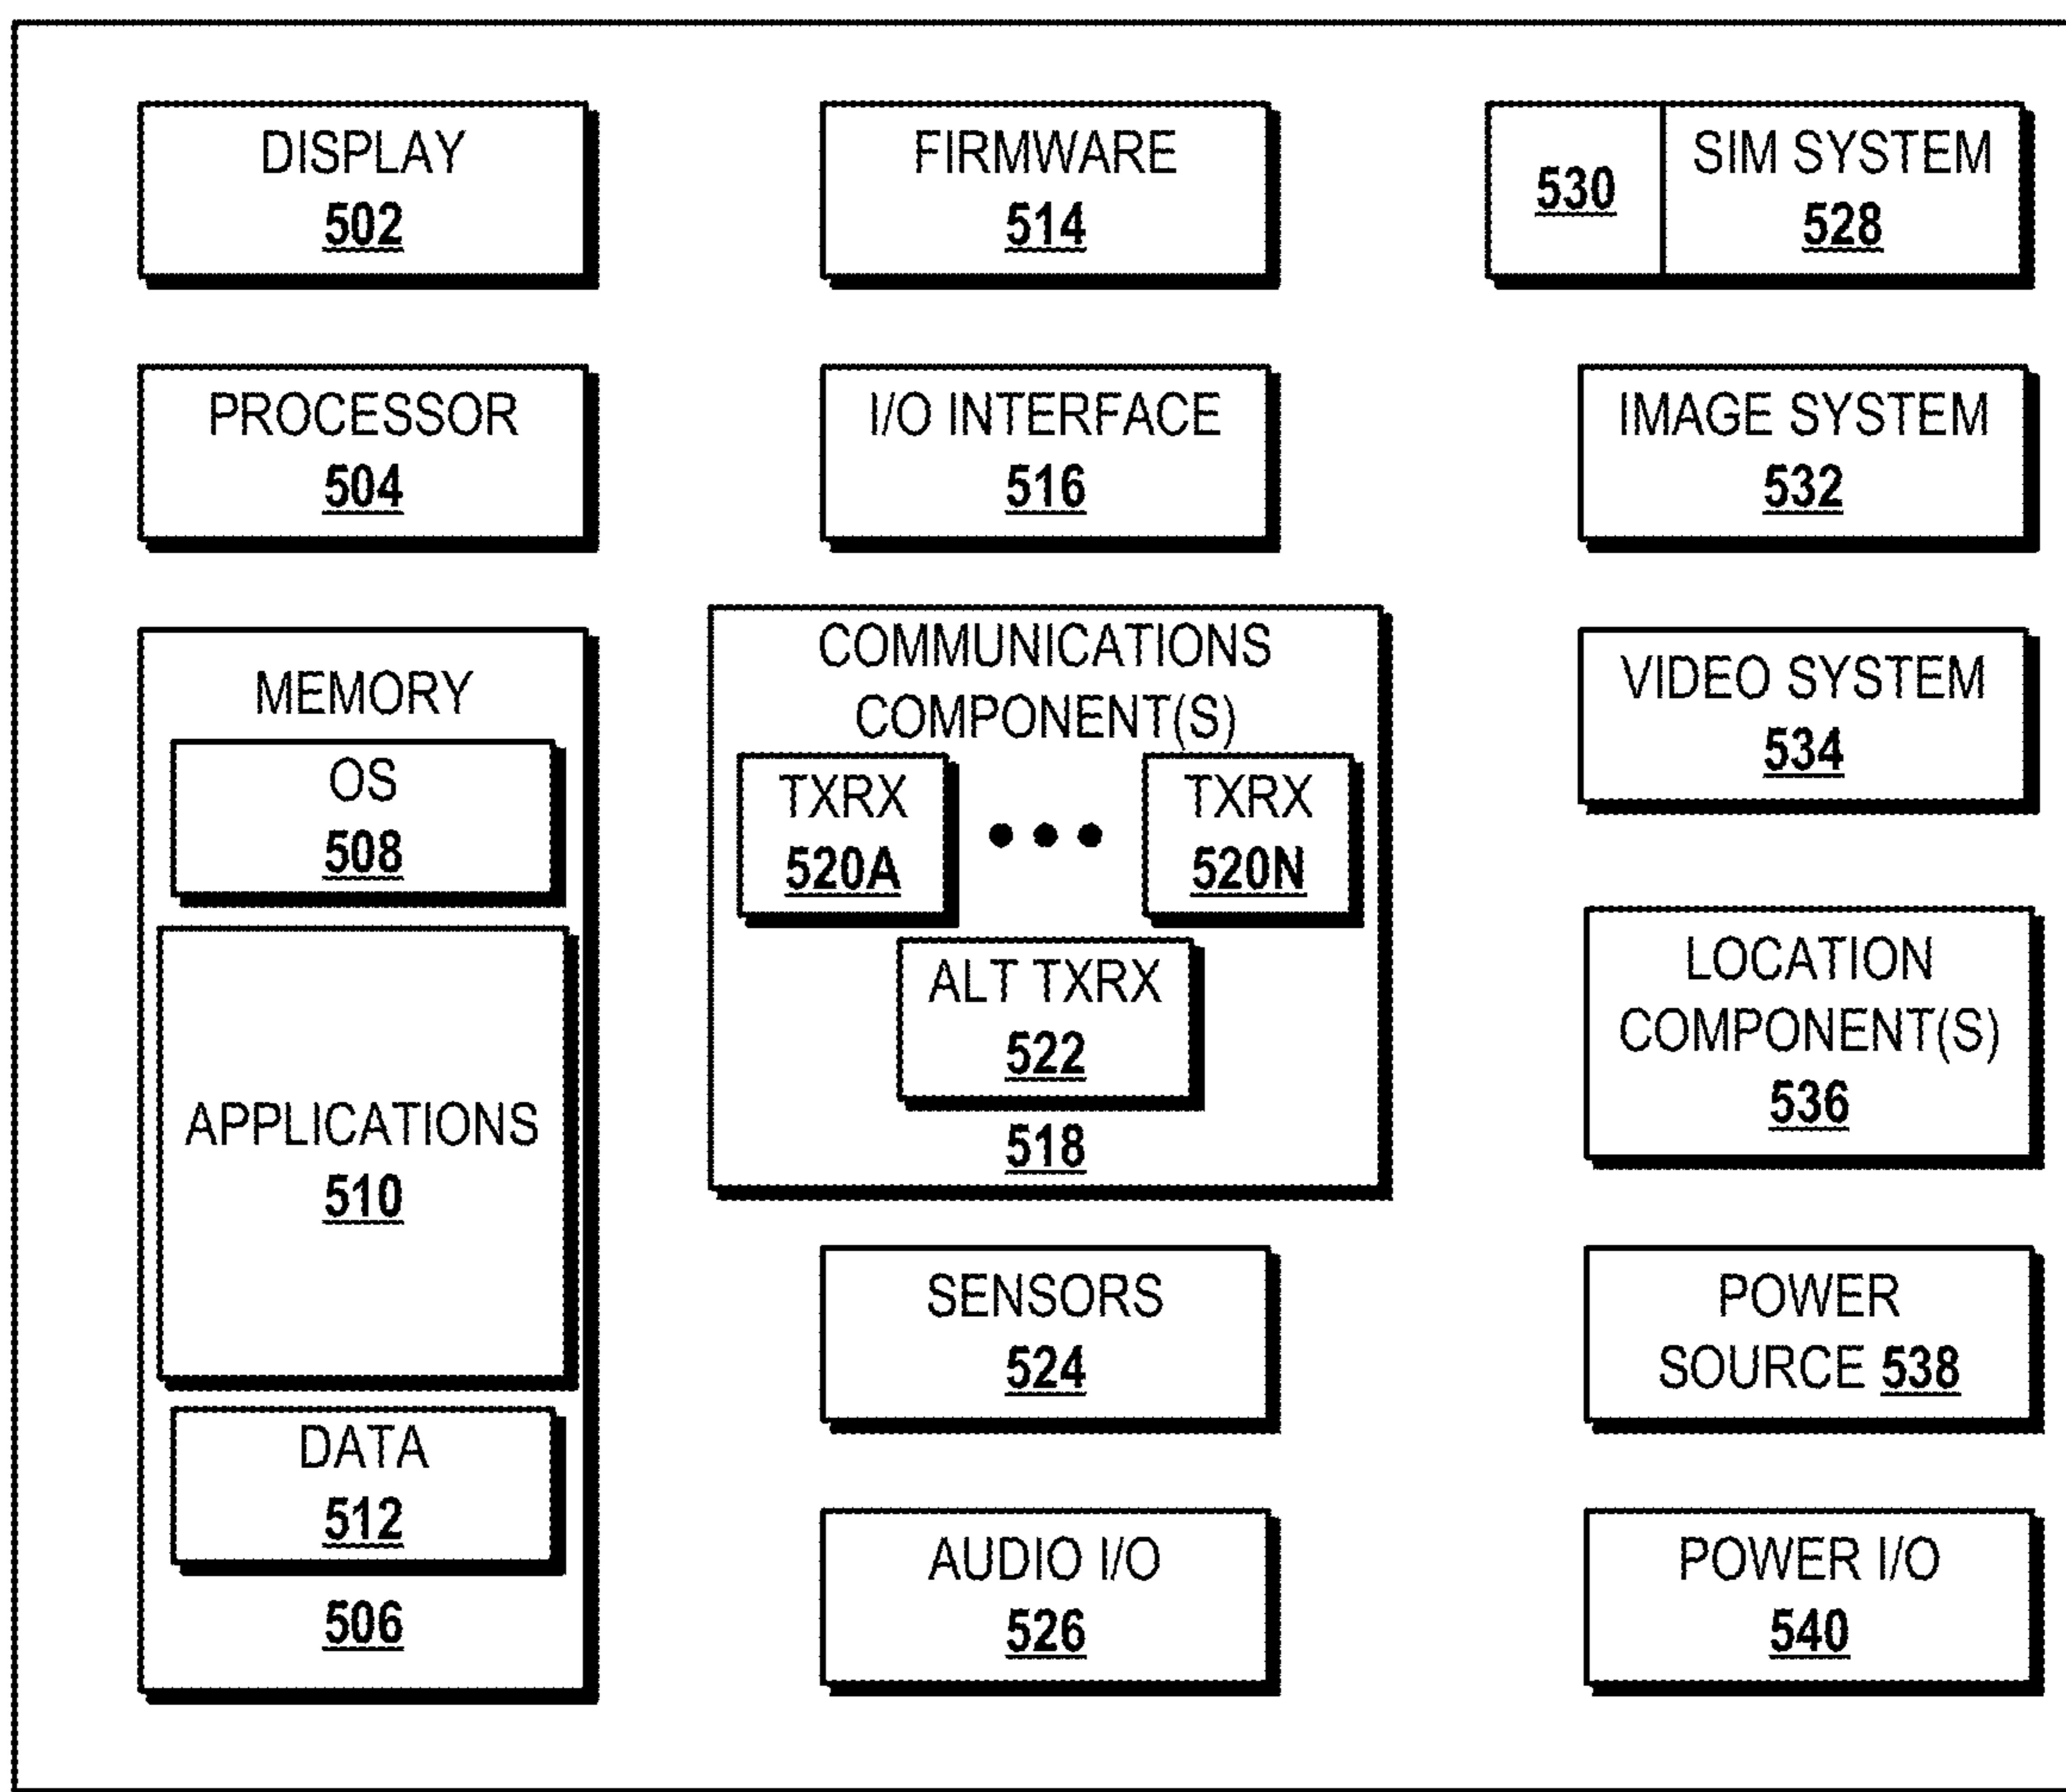 DISPLAY
502
PROCESSOR
504
MEMORY
OS
508
APPLICATIONS
510
DATA
512
506
FIRMWARE
514
I/O INTERFACE
516
COMMUNICATIONS
COMPONENT(S)
TXRX
520A
TXRX
520N
ALT TXRX
522
518
SENSORS
524
AUDIO I/O
526
530
SIM SYSTEM
528
IMAGE SYSTEM
532
VIDEO SYSTEM
534
LOCATION
COMPONENT(S)
536
POWER
SOURCE 538
POWER I/O
540